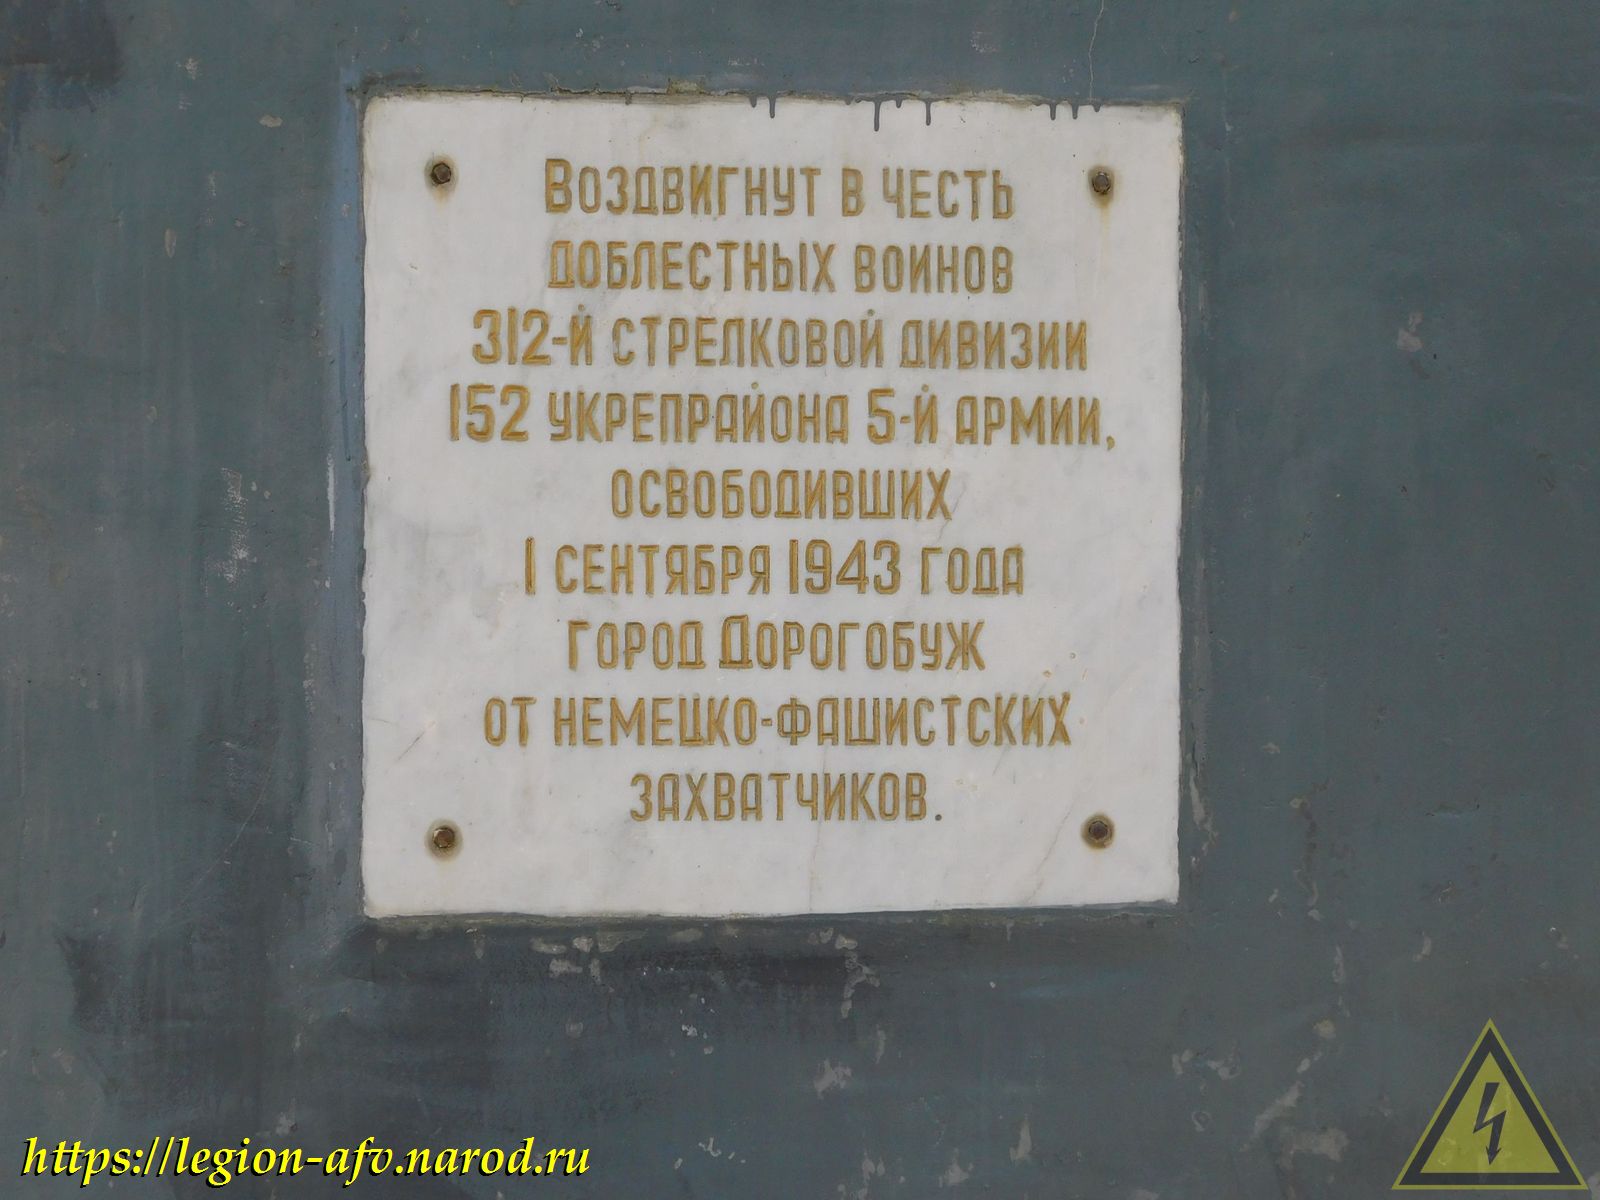 Воздвигнут в честь
доблестных воинов
312-й стрелковой дивизии
152 укрепрайона 5-й армии,
освободивших
1 сентября 1943 года
город Дорогобуж
от немецко-фашистских
захватчиков.
https://legion-afv.narod.ru